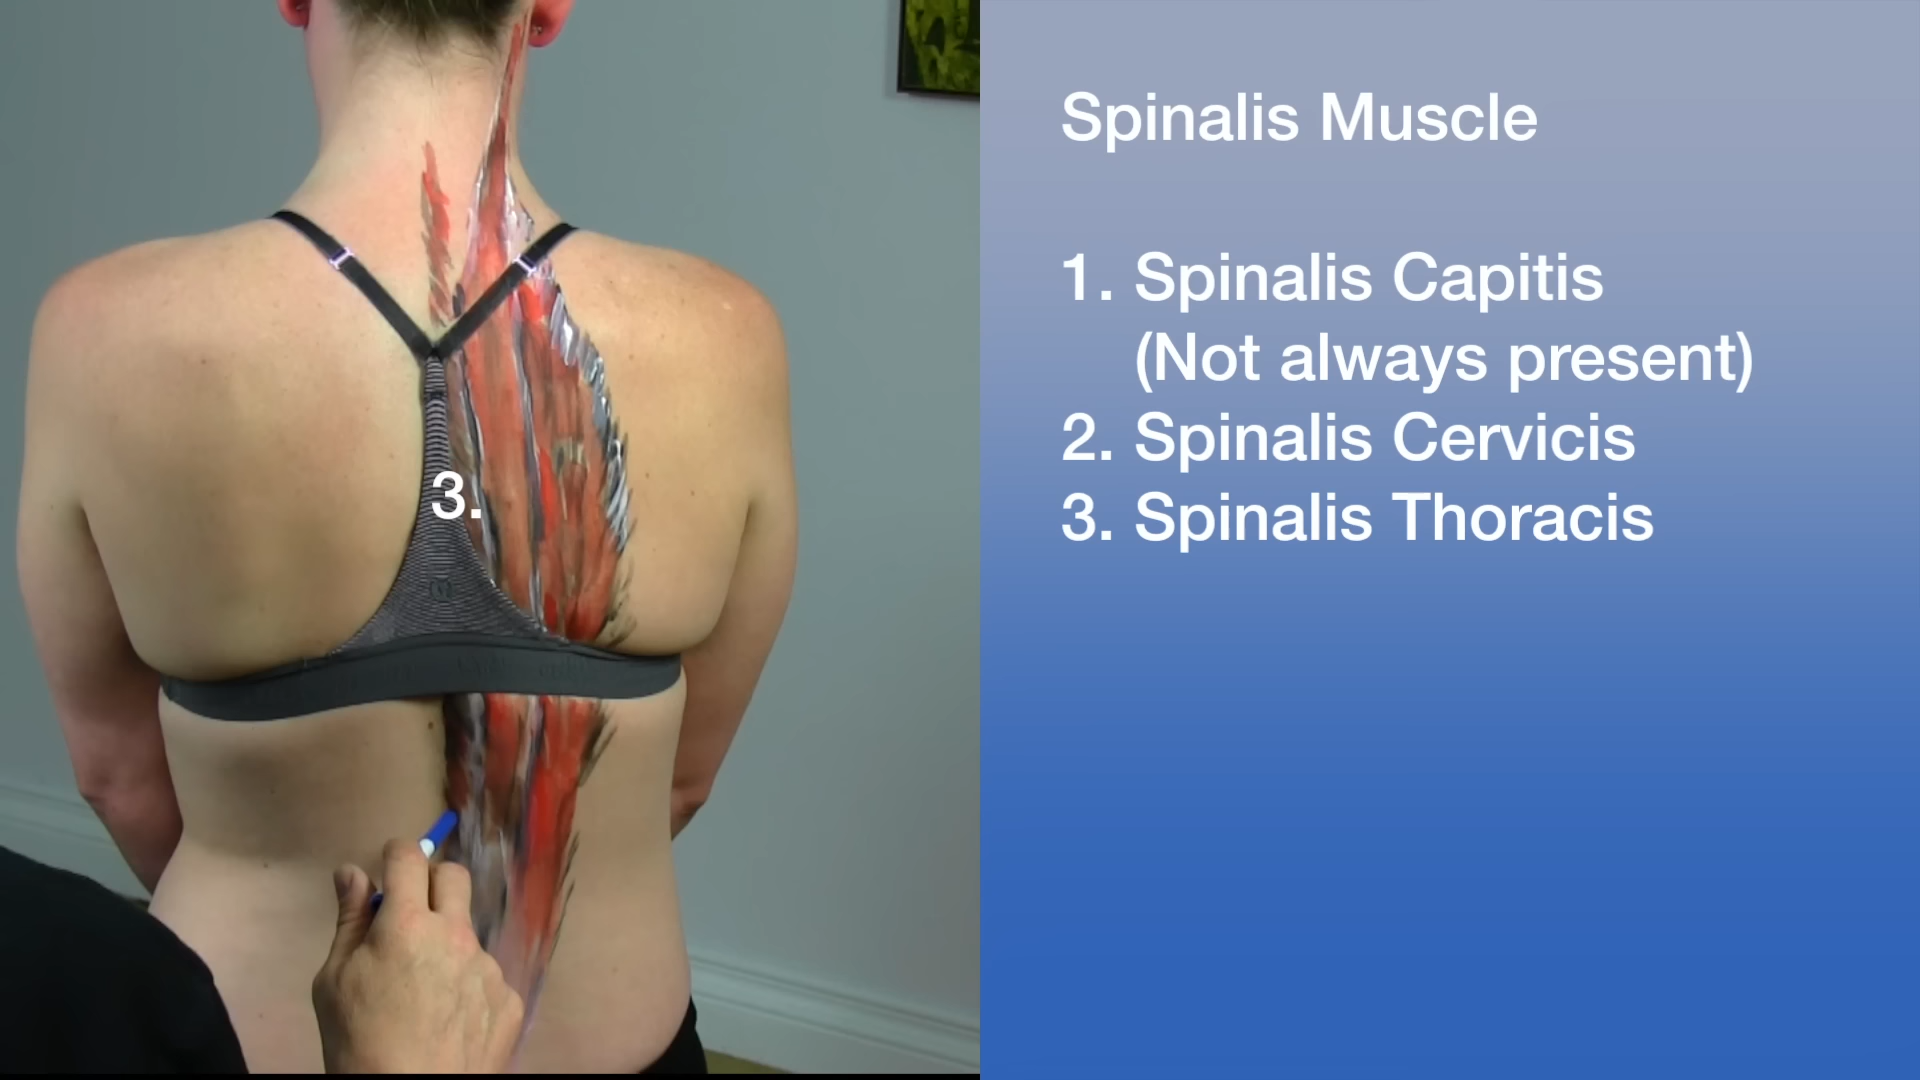 Spinalis Muscle
1. Spinalis Capitis
(Not always present)
2. Spinalis Cervicis
3. Spinalis Thoracis
3.